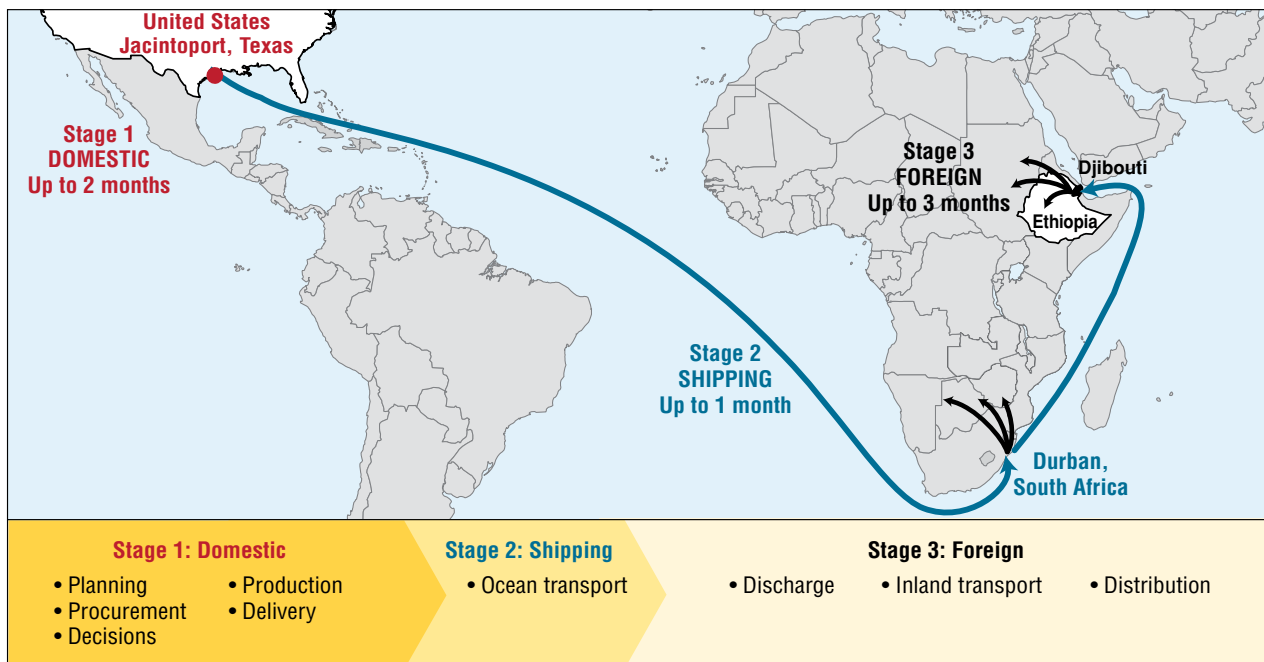 United States
Jacintoport, Texas
Stage 1
DOMESTIC
Up to 2 months
Stage 3
FOREIGN
Up to 3 months
Djibouti
Ethiopia
Stage 2
SHIPPING
Up to 1 month
Durban,
South Africa
Stage 1: Domestic
• Planning
• Procurement
• Decisions
• Production
• Delivery
Stage 2: Shipping
• Ocean transport
Stage 3: Foreign
• Discharge
• Inland transport
• Distribution